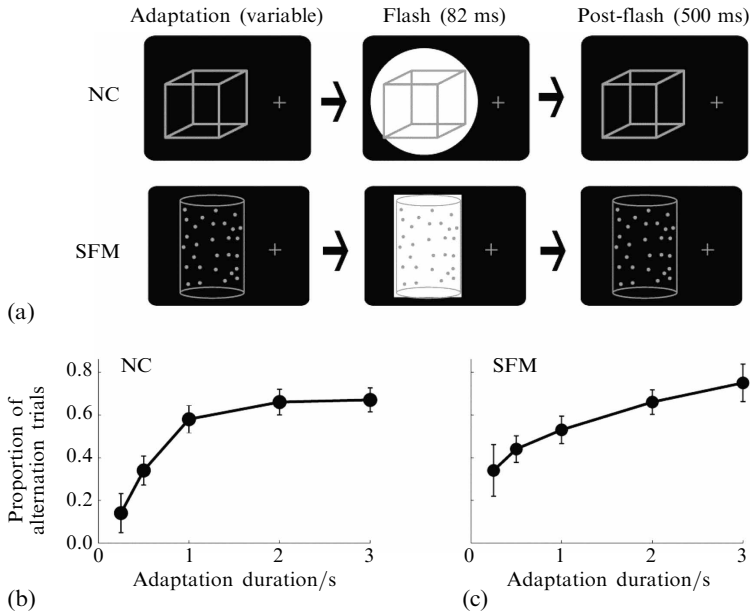 Adaptation (variable) Flash (82 ms) Post-flash (500 ms)
NC
SFM
(a)
NC
0.8
0.6
0.4
0.2
0.0
Proportion of
alternation trials
0 1 2 3
Adaptation duration/s
(b)
SFM
0 1 2 3
Adaptation duration/s
(c)